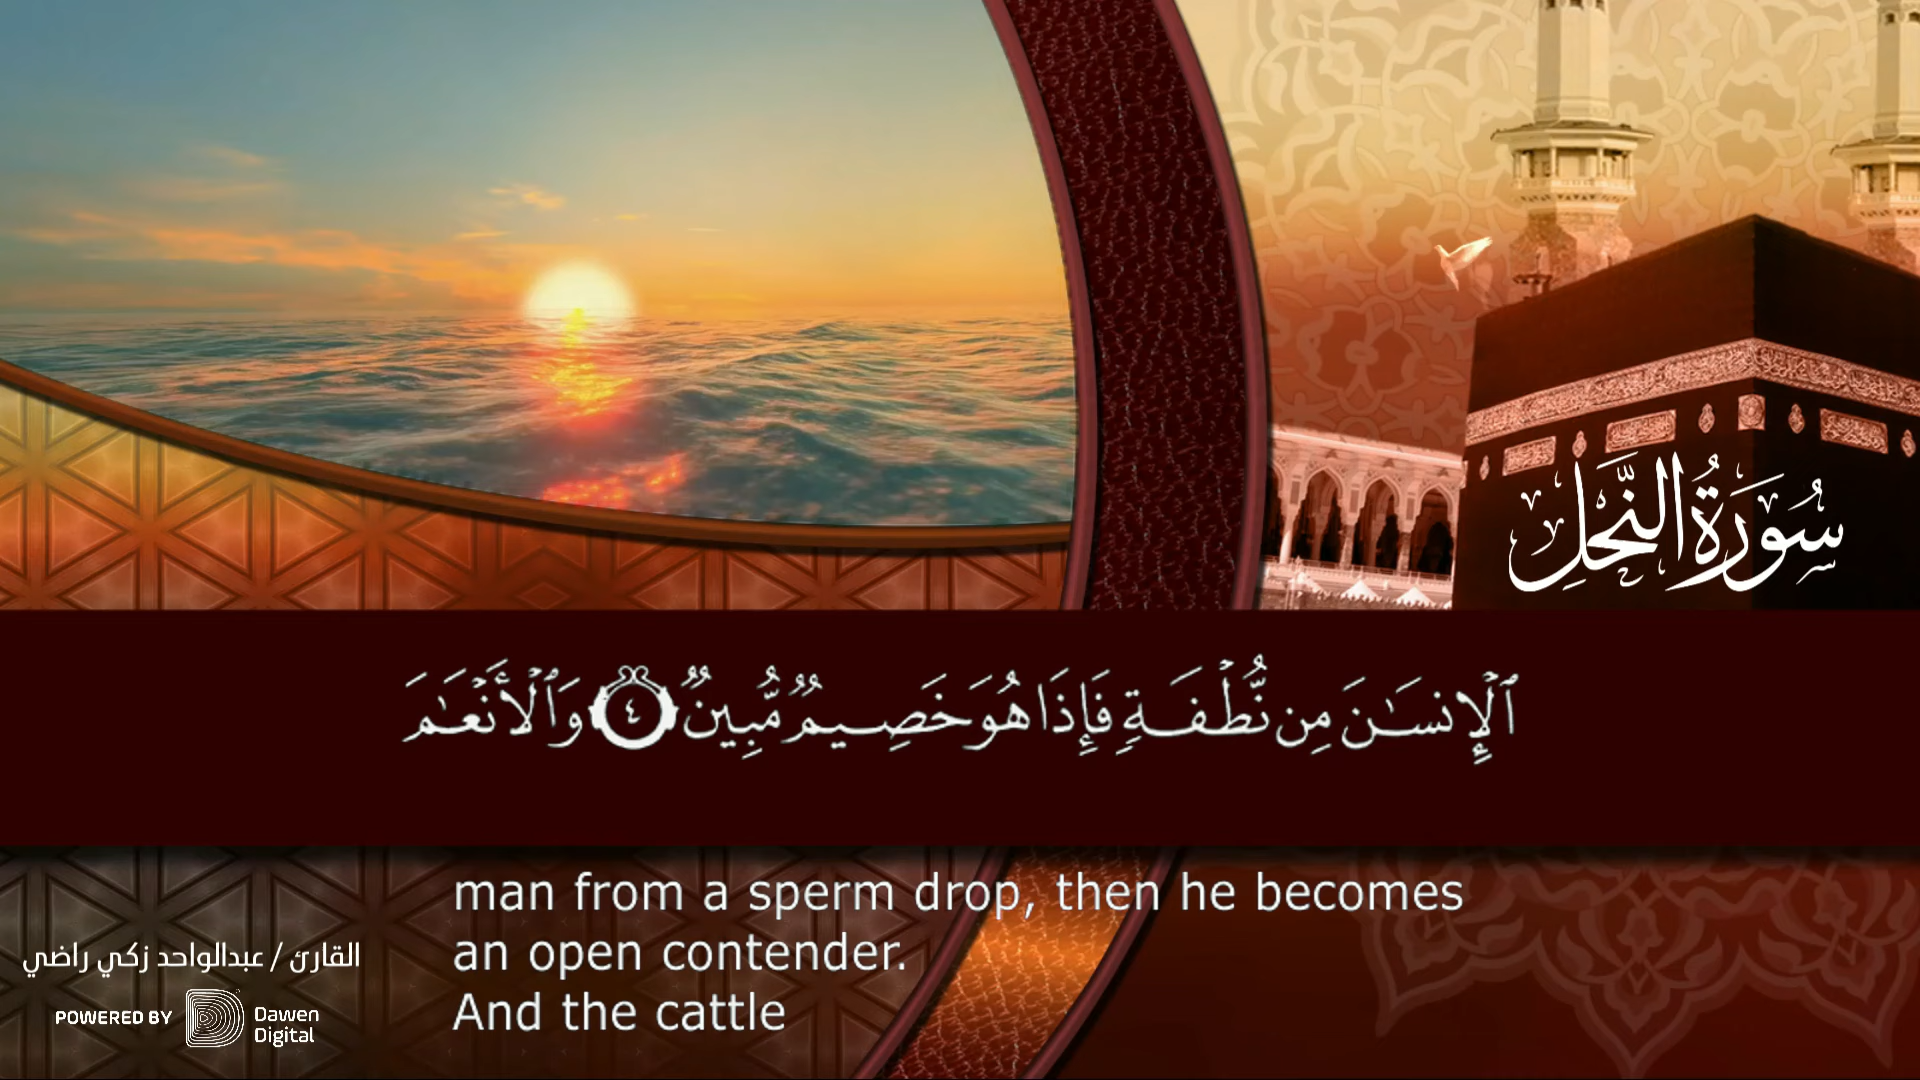 سُورَةُ النَّحْلِ
ٱلْإِنسَـٰنَ مِن نُّطْفَةٍ فَإِذَا هُوَ خَصِيمٌ مُّبِينٌ ٤ وَٱلْأَنْعَـٰمَ
man from a sperm drop, then he becomes
an open contender.
And the cattle
القارئ / عبدالواحد زكي راضي
POWERED BY Dawen
Digital